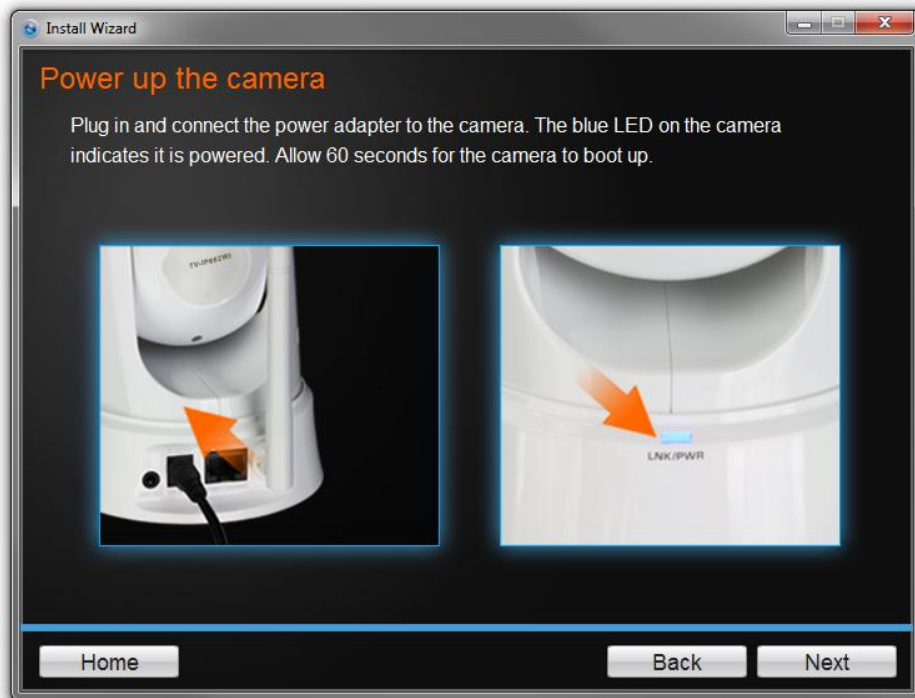 Install Wizard
Power up the camera
Plug in and connect the power adapter to the camera. The blue LED on the camera
indicates it is powered. Allow 60 seconds for the camera to boot up.
TV-IP662WI
LNK/PWR
Home
Back
Next